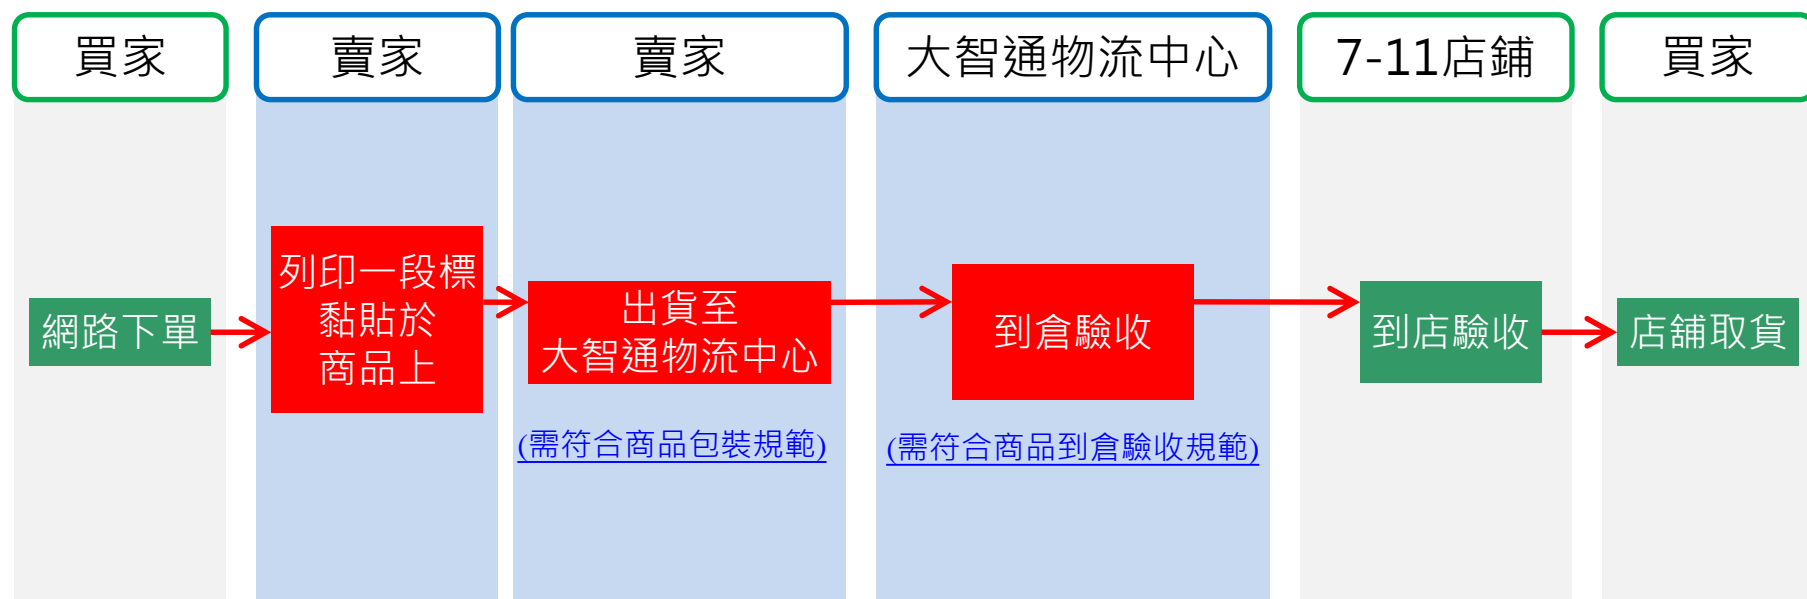 買家
賣家
賣家
大智通物流中心
7-11店鋪
買家
網路下單
列印一段標
黏貼於
商品上
出貨至
大智通物流中心
(需符合商品包裝規範)
到倉驗收
(需符合商品到倉驗收規範)
到店驗收
店舖取貨